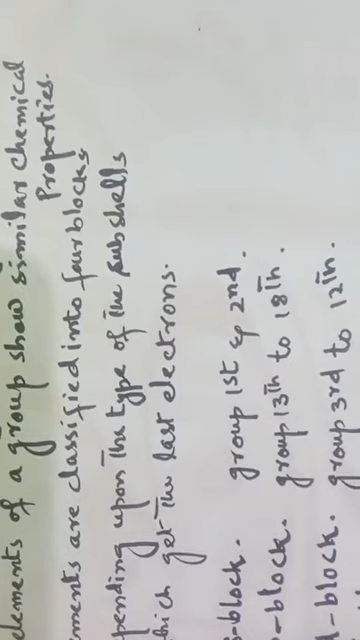 elements of a group show similar chemical
Properties.
ments are classified into four blocks
pending upon the type of the subshells
hich get the last electrons.
-block. group 1st & 2nd.
-block. group 13th to 18th.
-block. group 3rd to 12th.